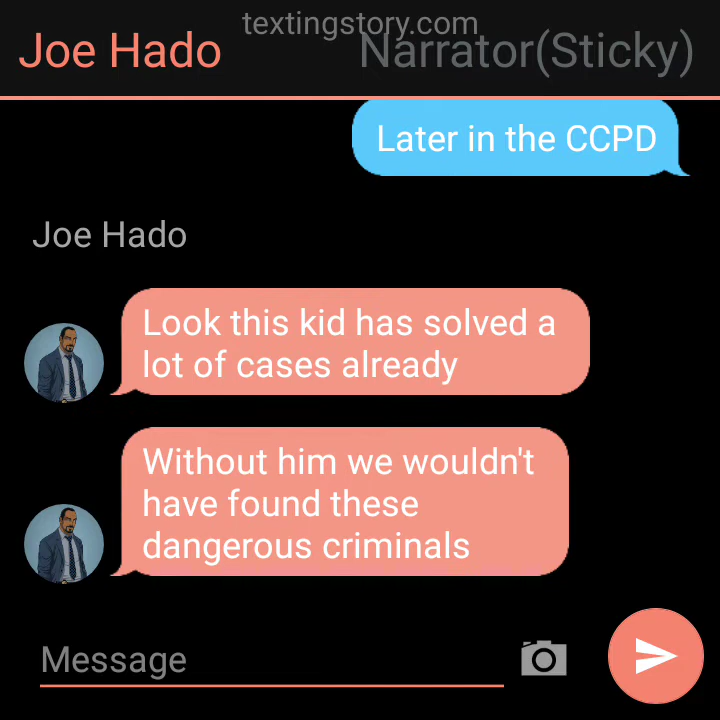 textingstory.com
Joe Hado
Narrator(Sticky)
Later in the CCPD
Joe Hado
Look this kid has solved a
lot of cases already
Without him we wouldn't
have found these
dangerous criminals
Message